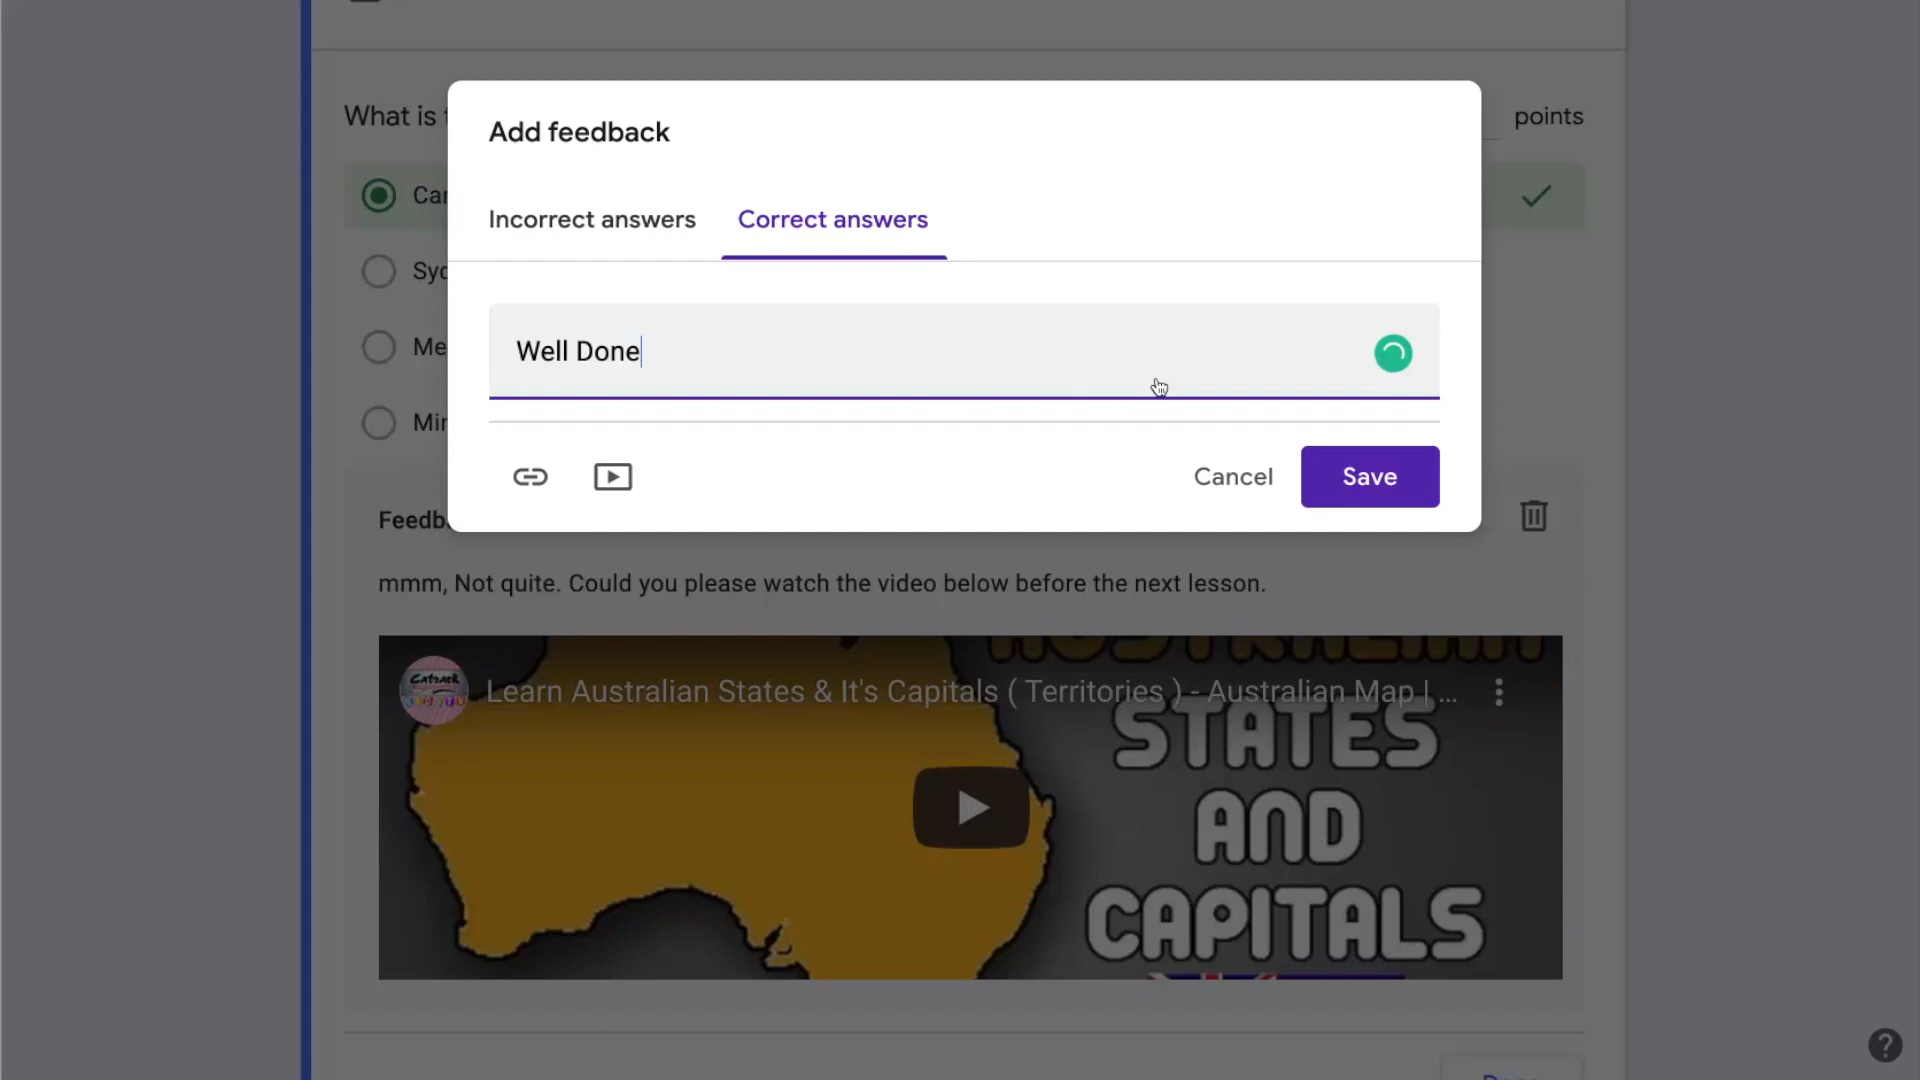 What is
points
Add feedback
Incorrect answers
Correct answers
Well Done
Cancel
Save
mmm, Not quite. Could you please watch the video below before the next lesson.
Learn Australian States & It's Capitals ( Territories ) - Australian Map | ...
STATES
AND
CAPITALS